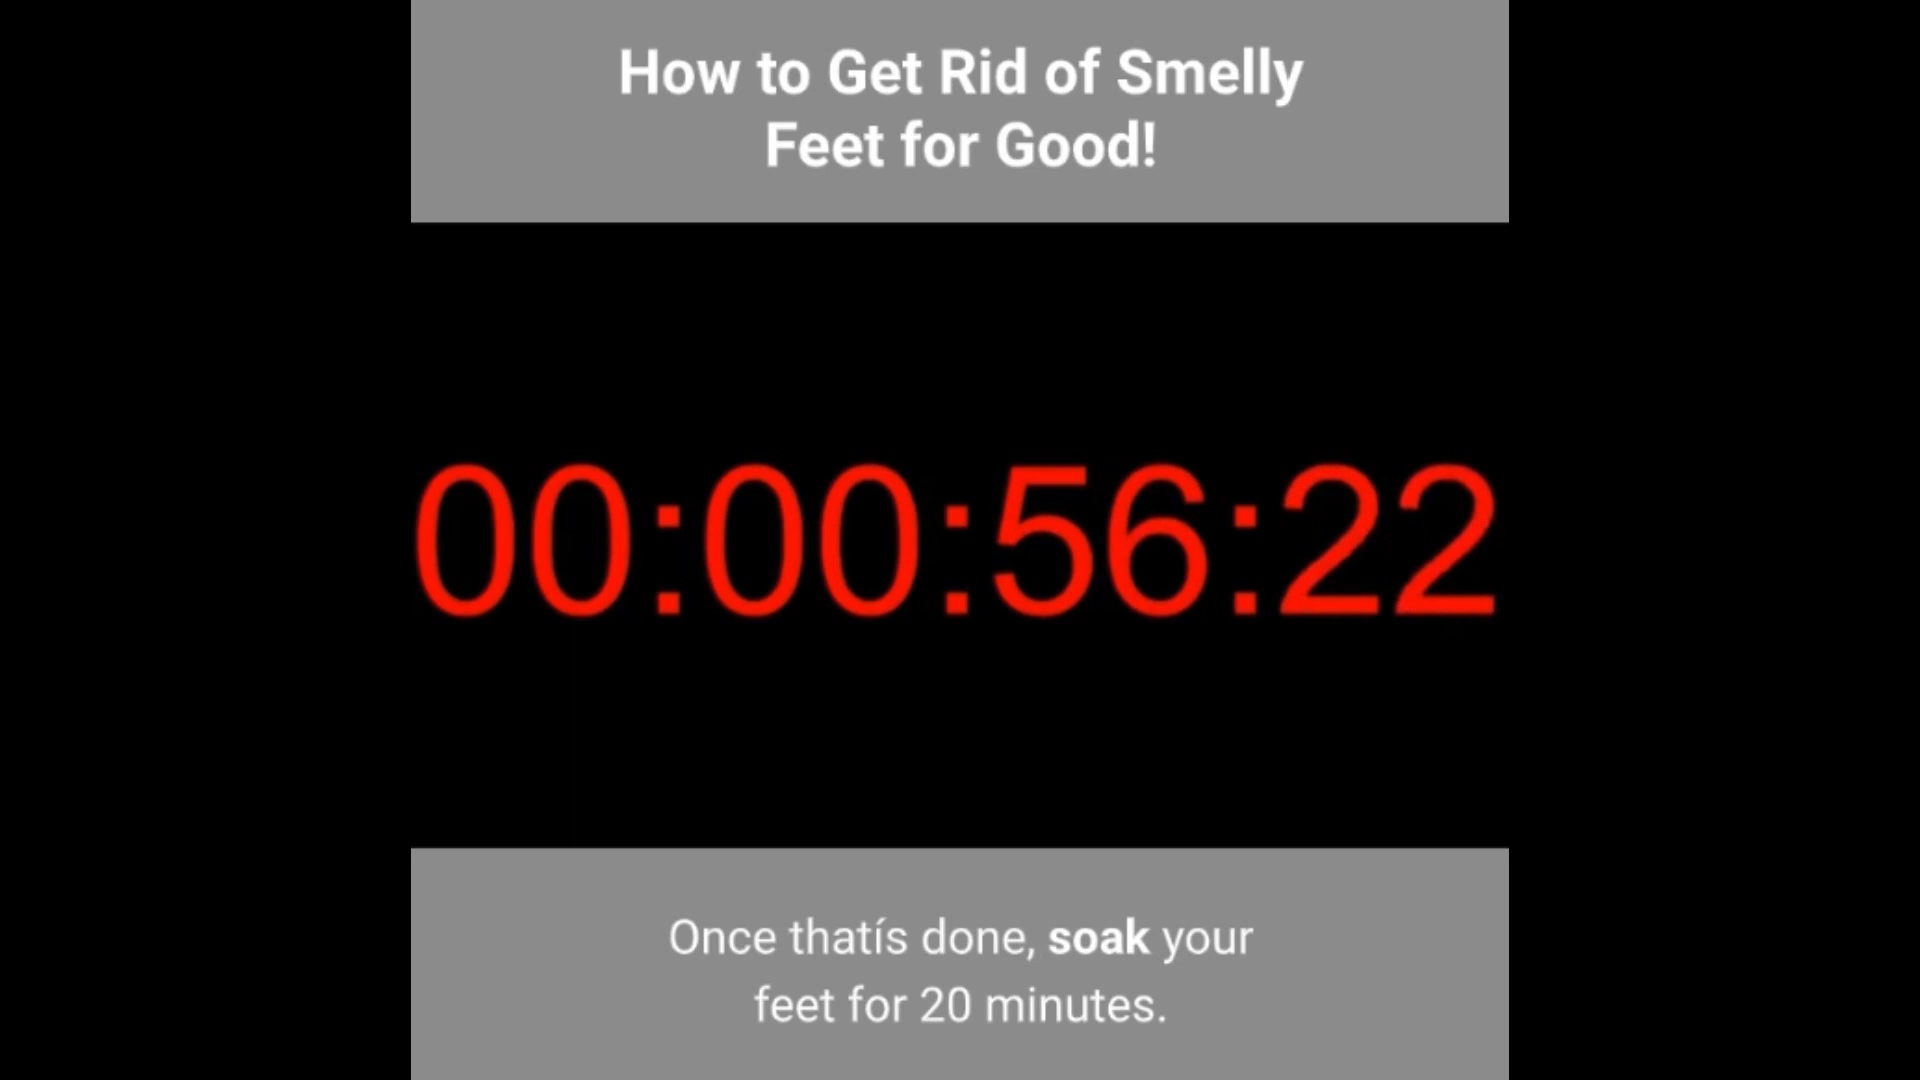 How to Get Rid of Smelly
Feet for Good!
00:00:56:22
Once thatís done, soak your
feet for 20 minutes.